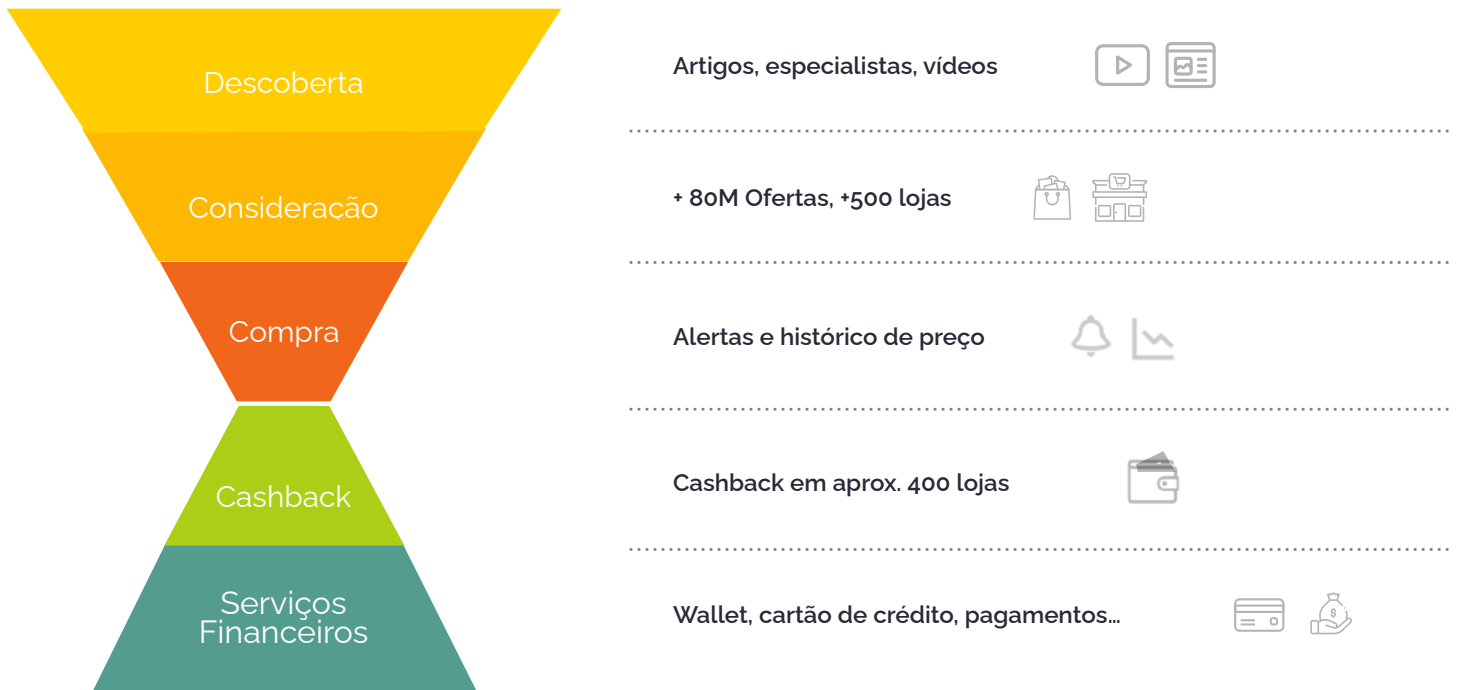 Descoberta
Artigos, especialistas, vídeos
Consideração
+ 80M Ofertas, +500 lojas
Compra
Alertas e histórico de preço
Cashback
Cashback em aprox. 400 lojas
Serviços
Financeiros
Wallet, cartão de crédito, pagamentos...